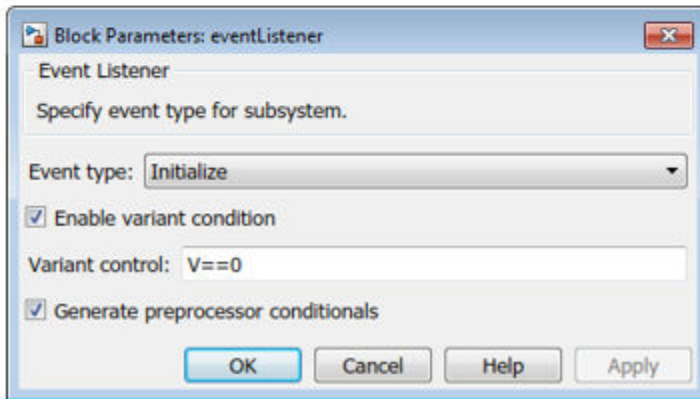 Block Parameters: eventListener
Event Listener
Specify event type for subsystem.
Event type: Initialize
Enable variant condition
Variant control: V==0
Generate preprocessor conditionals
OK Cancel Help Apply